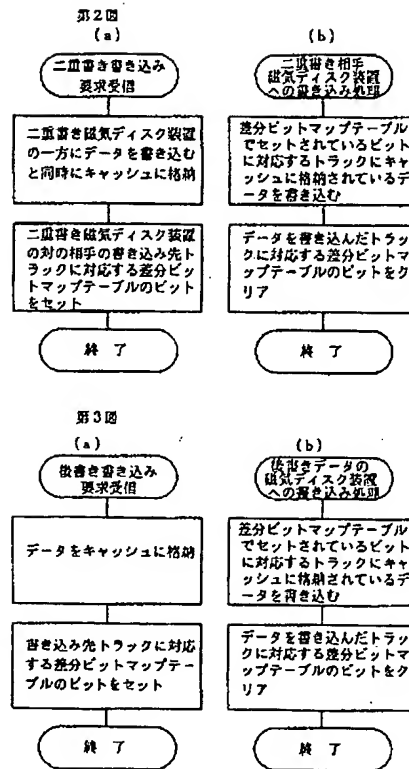 第2図
(a)
二重書き書き込み
要求受信
二重書き磁気ディスク装置
の一方にデータを書き込む
と同時にキャッシュに格納
二重書き磁気ディスク装置
の対の相手の書き込み先ト
ラックに対応する差分ビッ
トマップテーブルのビット
をセット
終了
(b)
二重書き相手
磁気ディスク装置
への書き込み処理
差分ビットマップテーブル
でセットされているビット
に対応するトラックにキャ
ッシュに格納されているデ
ータを書き込む
データを書き込んだトラッ
クに対応する差分ビットマ
ップテーブルのビットをク
リア
終了
第3図
(a)
後書き書き込み
要求受信
データをキャッシュに格納
書き込み先トラックに対応
する差分ビットマップテー
ブルのビットをセット
終了
(b)
後書きデータの
磁気ディスク装置
への書き込み処理
差分ビットマップテーブル
でセットされているビット
に対応するトラックにキャ
ッシュに格納されているデ
ータを書き込む
データを書き込んだトラッ
クに対応する差分ビットマ
ップテーブルのビットをク
リア
終了